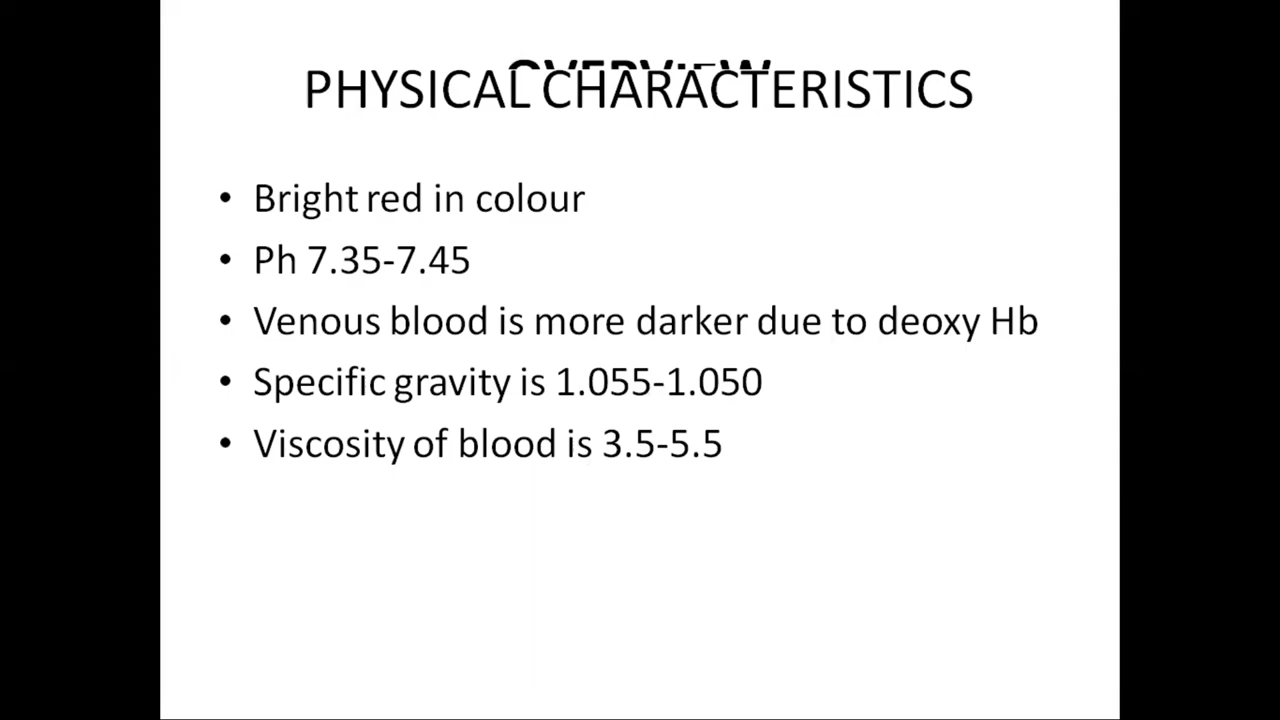 OVERVIEW
PHYSICAL CHARACTERISTICS
• Bright red in colour
• Ph 7.35-7.45
• Venous blood is more darker due to deoxy Hb
• Specific gravity is 1.055-1.050
• Viscosity of blood is 3.5-5.5